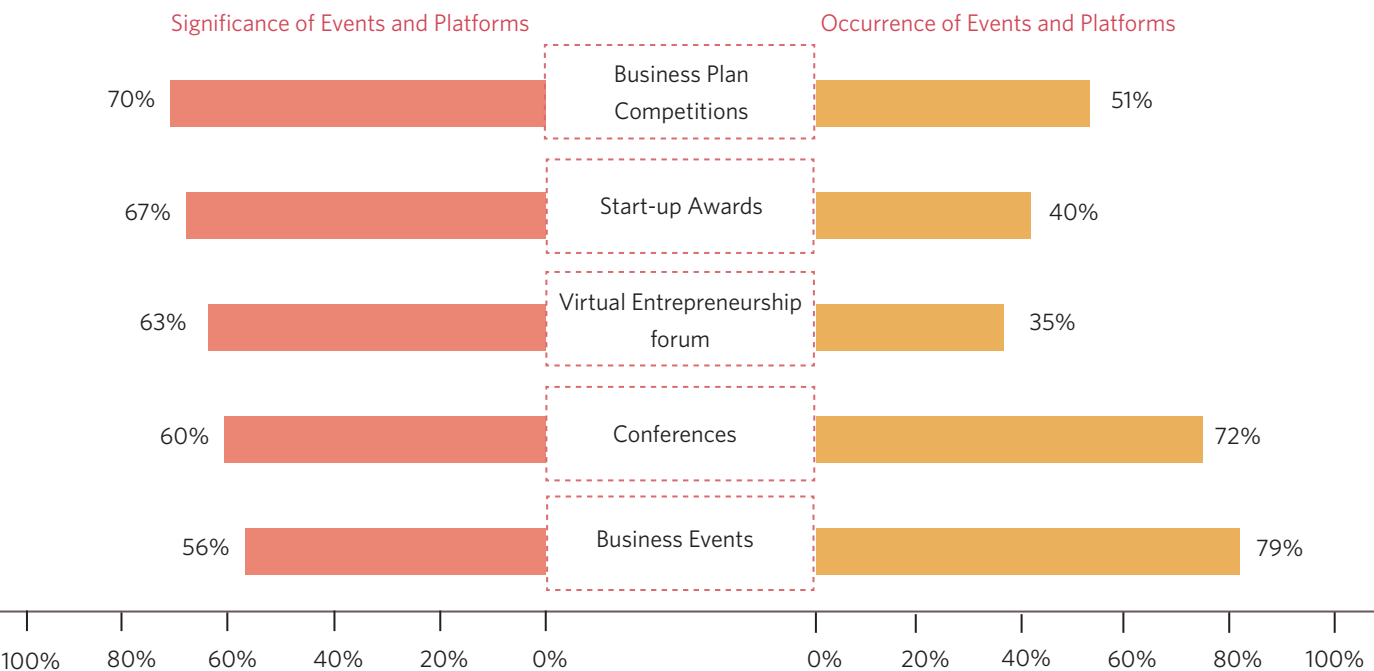 Significance of Events and Platforms
Occurrence of Events and Platforms
70%
Business Plan
Competitions
51%
67%
Start-up Awards
40%
63%
Virtual Entrepreneurship
forum
35%
60%
Conferences
72%
56%
Business Events
79%
100% 80% 60% 40% 20% 0% 0% 20% 40% 60% 80% 100%